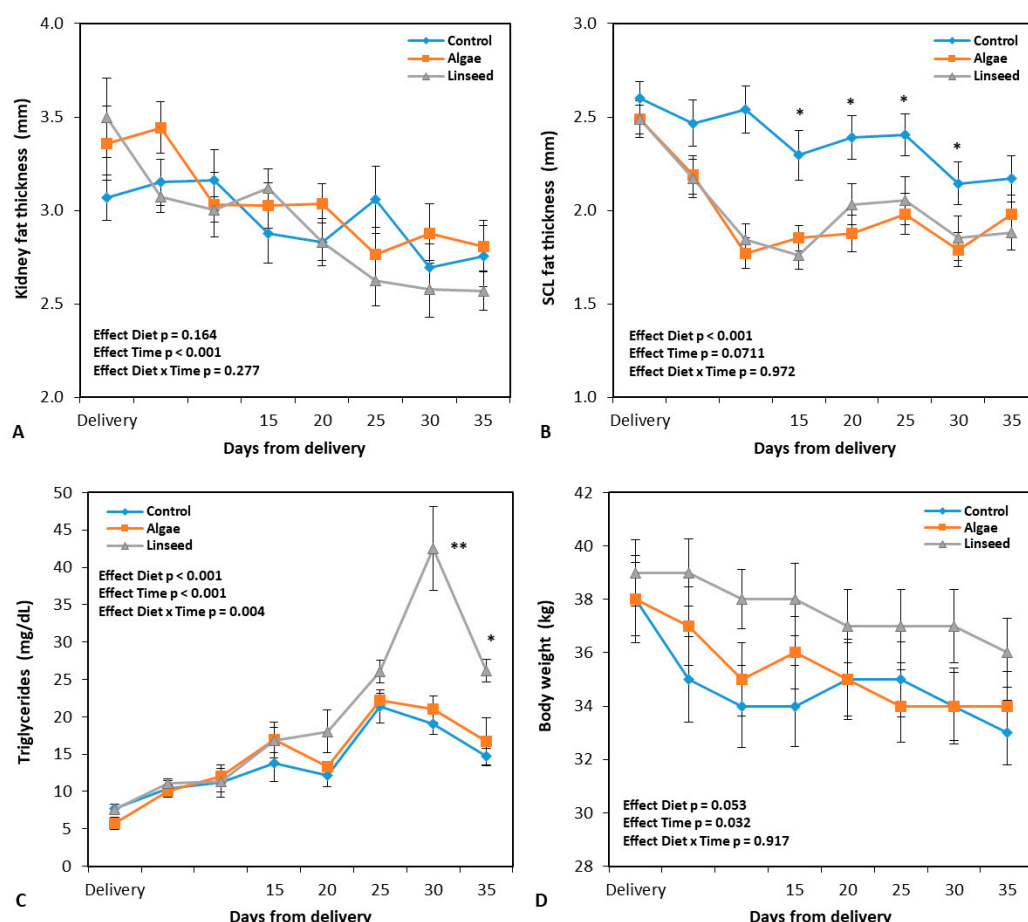 4.0
3.5
3.0
2.5
2.0
Kidney fat thickness (mm)
Control
Algae
Linseed
Effect Diet p = 0.164
Effect Time p < 0.001
Effect Diet x Time p = 0.277
Delivery 15 20 25 30 35
Days from delivery
A
3.0
2.5
2.0
1.5
1.0
SCL fat thickness (mm)
Control
Algae
Linseed
* * * *
Effect Diet p < 0.001
Effect Time p = 0.0711
Effect Diet x Time p = 0.972
Delivery 15 20 25 30 35
Days from delivery
B
50
45
40
35
30
25
20
15
10
5
0
Triglycerides (mg/dL)
Control
Algae
Linseed
Effect Diet p < 0.001
Effect Time p < 0.001
Effect Diet x Time p = 0.004
**
*
Delivery 15 20 25 30 35
Days from delivery
C
42
40
38
36
34
32
30
28
Body weight (kg)
Control
Algae
Linseed
Effect Diet p = 0.053
Effect Time p = 0.032
Effect Diet x Time p = 0.917
Delivery 15 20 25 30 35
Days from delivery
D